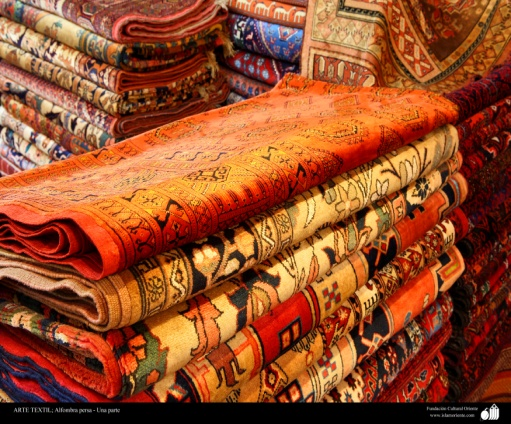 ARTE TEXTIL; Alfombra persa - Una parte
Fundación Cultural Oriente
www.islamoriente.com